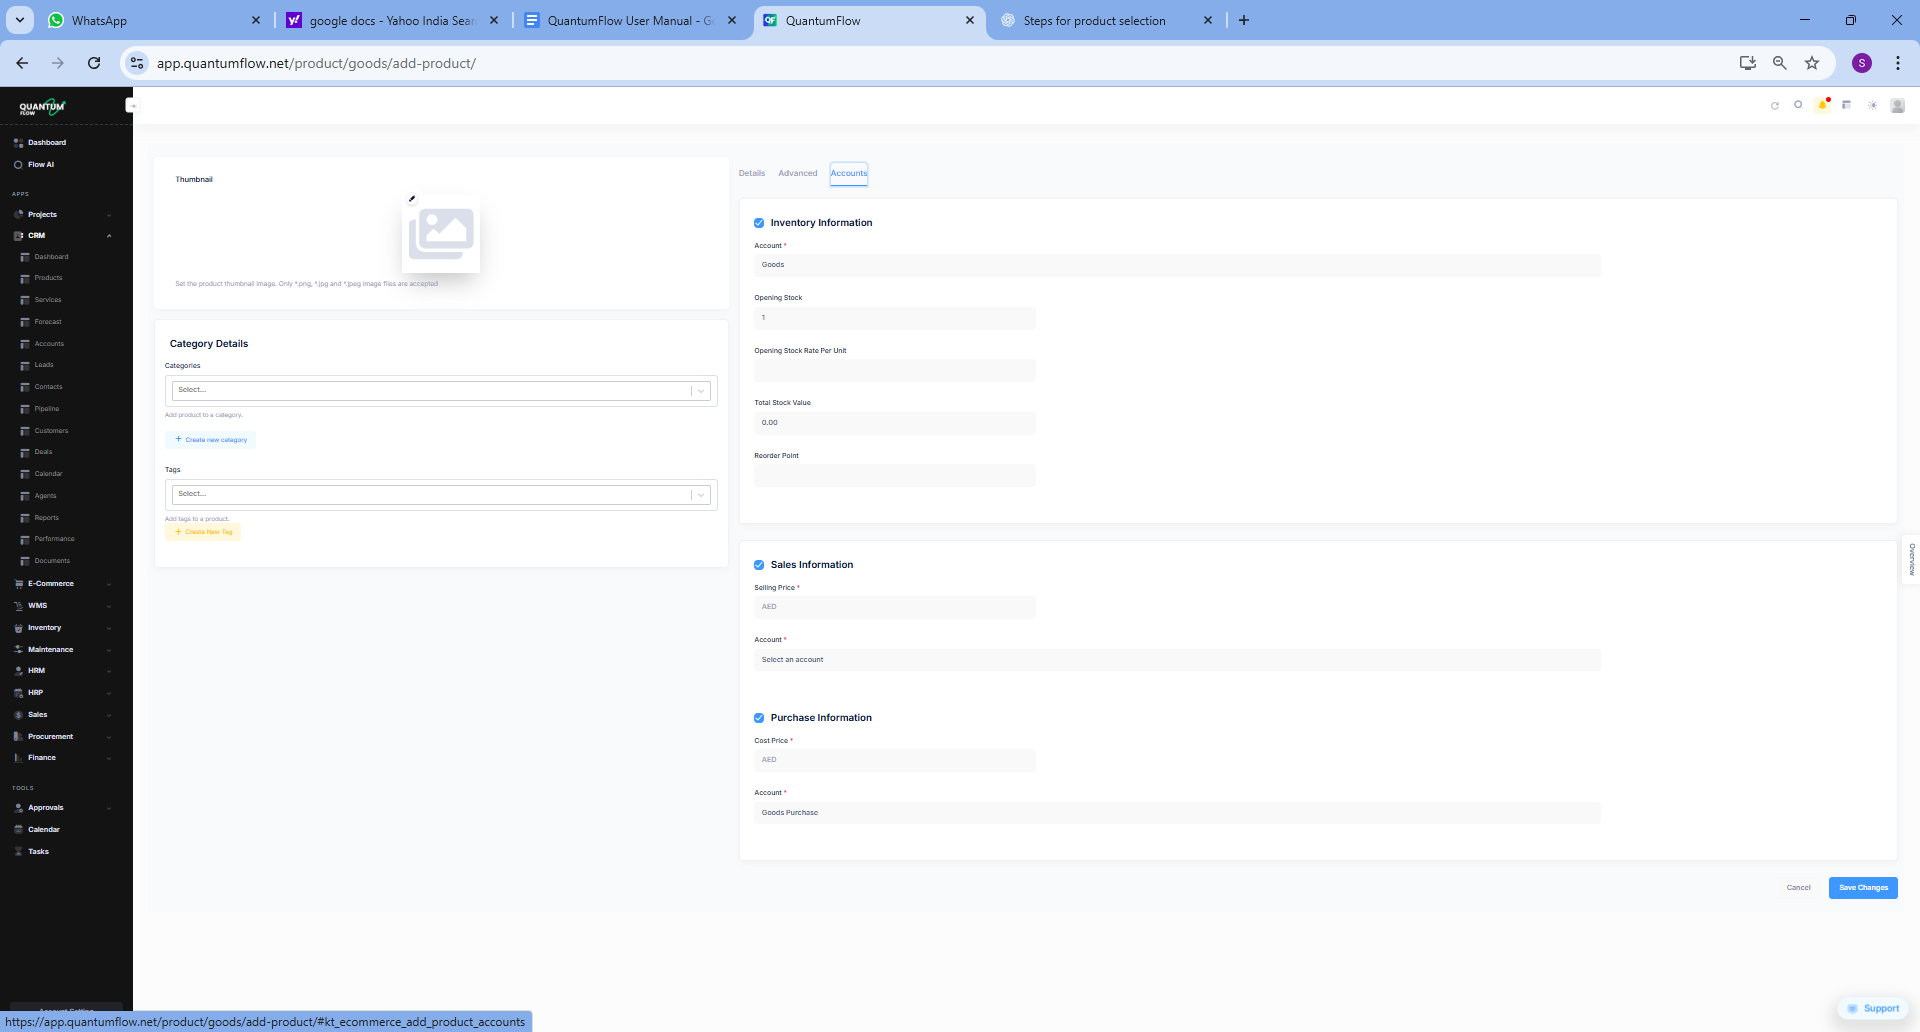 WhatsApp
google docs - Yahoo India Sear
QuantumFlow User Manual - G
QuantumFlow
Steps for product selection
app.quantumflow.net/product/goods/add-product/
S
QUANTUM
FLOW
Dashboard
Flow AI
APPS
Projects
CRM
Dashboard
Products
Services
Forecast
Accounts
Leads
Contacts
Pipeline
Customers
Deals
Calendar
Agents
Reports
Performance
Documents
E-Commerce
WMS
Inventory
Maintenance
HRM
HRP
Sales
Procurement
Finance
TOOLS
Approvals
Calendar
Tasks
Thumbnail
Set the product thumbnail image. Only *.png, *.jpg and *.jpeg image files are accepted
Category Details
Categories
Select...
Add product to a category.
+ Create new category
Tags
Select...
Add tags to a product.
+ Create New Tag
Details Advanced Accounts
Inventory Information
Account *
Goods
Opening Stock
1
Opening Stock Rate Per Unit
Total Stock Value
0.00
Reorder Point
Sales Information
Selling Price *
AED
Account *
Select an account
Purchase Information
Cost Price *
AED
Account *
Goods Purchase
Cancel Save Changes
Overview
Support
https://app.quantumflow.net/product/goods/add-product/#kt_ecommerce_add_product_accounts